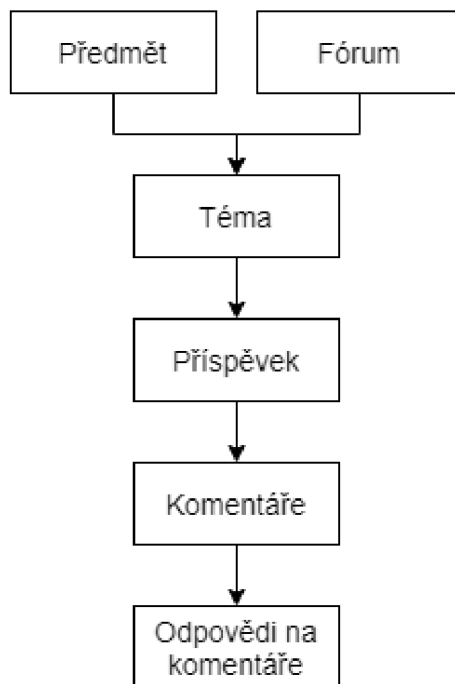 Předmět
Fórum
Téma
Příspěvek
Komentáře
Odpovědi na
komentáře